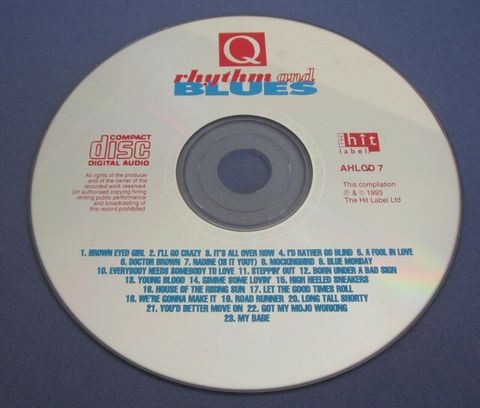 Q
rhythm and
BLUES
COMPACT
disc
DIGITAL AUDIO
the hit
label
AHLCD 7
All rights of the producer
and of the owner of the
recorded work reserved.
Un authorised copying hiring
renting public performance
and broadcasting of
this record prohibited
This compilation
℗ & © 1993
The Hit Label Ltd
1. BROWN EYED GIRL 2. I'LL GO CRAZY 3. IT'S ALL OVER NOW 4. I'D RATHER GO BLIND 5. A FOOL IN LOVE
6. DOCTOR BROWN 7. NADINE (IS IT YOU?) 8. MOCKINGBIRD 9. BLUE MONDAY
10. EVERYBODY NEEDS SOMEBODY TO LOVE 11. STEPPIN' OUT 12. BORN UNDER A BAD SIGN
13. YOUNG BLOOD 14. GIMME SOME LOVIN' 15. HIGH HEELED SNEAKERS
16. HOUSE OF THE RISING SUN 17. LET THE GOOD TIMES ROLL
18. WE'RE GONNA MAKE IT 19. ROAD RUNNER 20. LONG TALL SHORTY
21. YOU'D BETTER MOVE ON 22. GOT MY MOJO WORKING
23. MY BABE